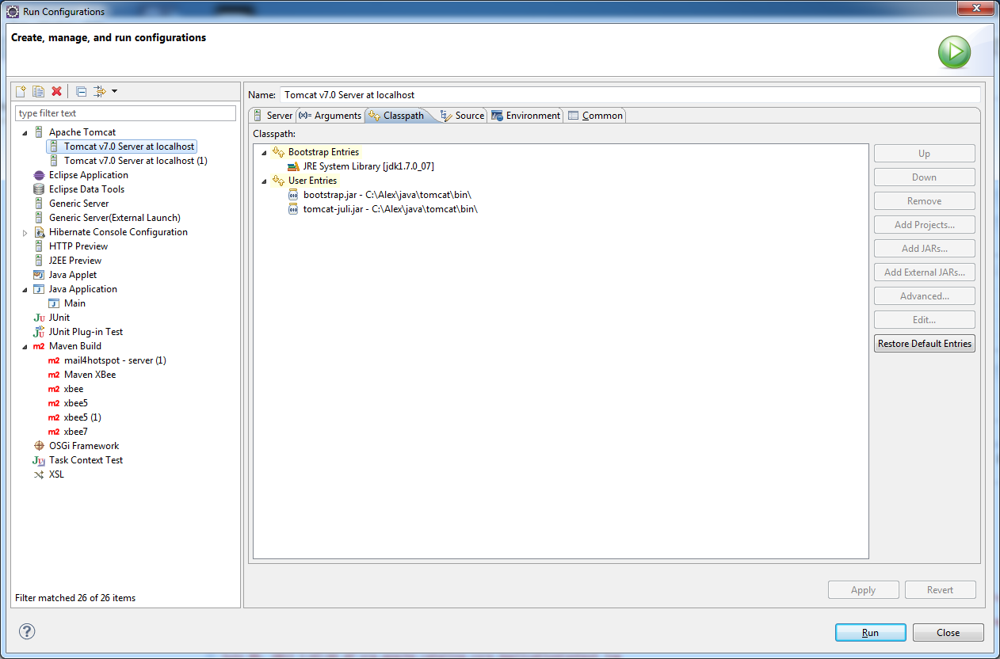 Run Configurations
Create, manage, and run configurations
type filter text
Apache Tomcat
Tomcat v7.0 Server at localhost
Tomcat v7.0 Server at localhost (1)
Eclipse Application
Eclipse Data Tools
Generic Server
Generic Server(External Launch)
Hibernate Console Configuration
HTTP Preview
J2EE Preview
Java Applet
Java Application
Main
JUnit
JUnit Plug-in Test
Maven Build
m2 mail4hotspot - server (1)
m2 Maven XBee
m2 xbee
m2 xbee5
m2 xbee5 (1)
m2 xbee7
OSGi Framework
Task Context Test
XSL
Filter matched 26 of 26 items
Name: Tomcat v7.0 Server at localhost
Server (x)= Arguments Classpath Source Environment Common
Classpath:
Bootstrap Entries
JRE System Library [jdk1.7.0_07]
User Entries
bootstrap.jar - C:\Alex\java\tomcat\bin\
tomcat-juli.jar - C:\Alex\java\tomcat\bin\
Up
Down
Remove
Add Projects...
Add JARs...
Add External JARs...
Advanced...
Edit...
Restore Default Entries
Apply Revert
Run Close